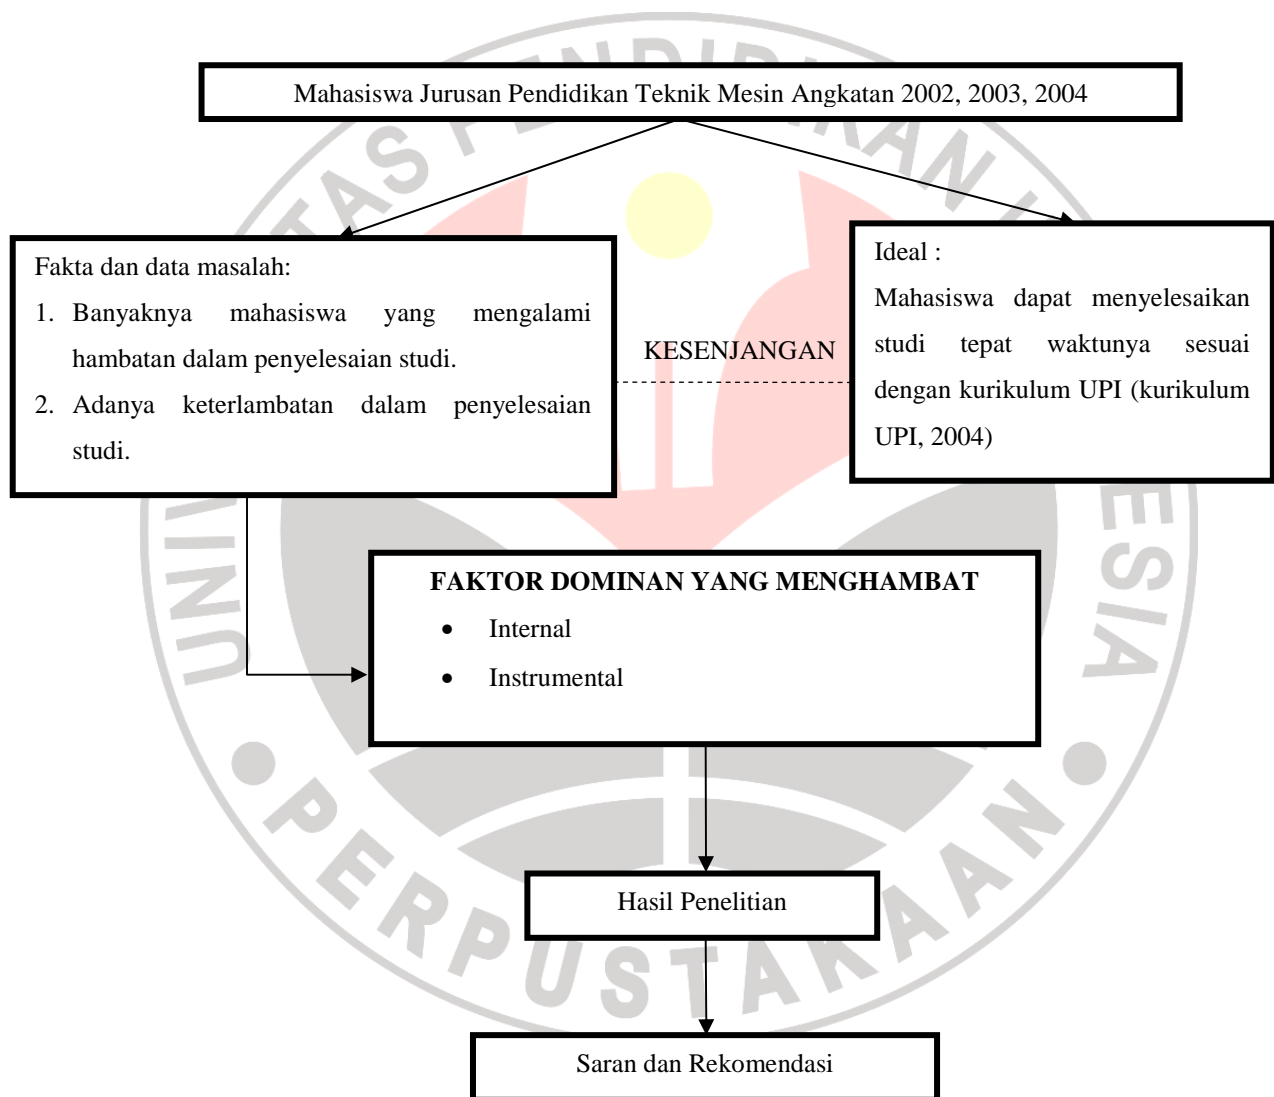 Mahasiswa Jurusan Pendidikan Teknik Mesin Angkatan 2002, 2003, 2004
Fakta dan data masalah:
1. Banyaknya mahasiswa yang mengalami
hambatan dalam penyelesaian studi.
2. Adanya keterlambatan dalam penyelesaian
studi.
KESENJANGAN
Ideal :
Mahasiswa dapat menyelesaikan
studi tepat waktunya sesuai
dengan kurikulum UPI (kurikulum
UPI, 2004)
FAKTOR DOMINAN YANG MENGHAMBAT
• Internal
• Instrumental
Hasil Penelitian
Saran dan Rekomendasi
PERPUSTAKAAN